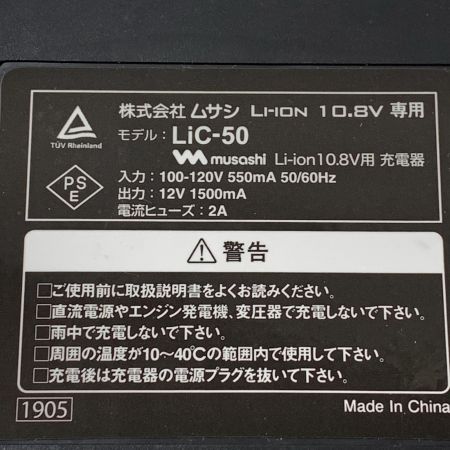 株式会社 ムサシ Li-ION 10.8V 専用
TÜV Rheinland
モデル: LiC-50
musashi Li-ion10.8V用 充電器
PS
E
入力: 100-120V 550mA 50/60Hz
出力: 12V 1500mA
電流ヒューズ: 2A
警告
□ご使用前に取扱説明書をよくお読みください。
□直流電源やエンジン発電機、変圧器で充電しないで下さい。
□雨中で充電しないで下さい。
□周囲の温度が10〜40℃の範囲内で使用して下さい。
□充電後は充電器の電源プラグを抜いて下さい。
1905
Made In China